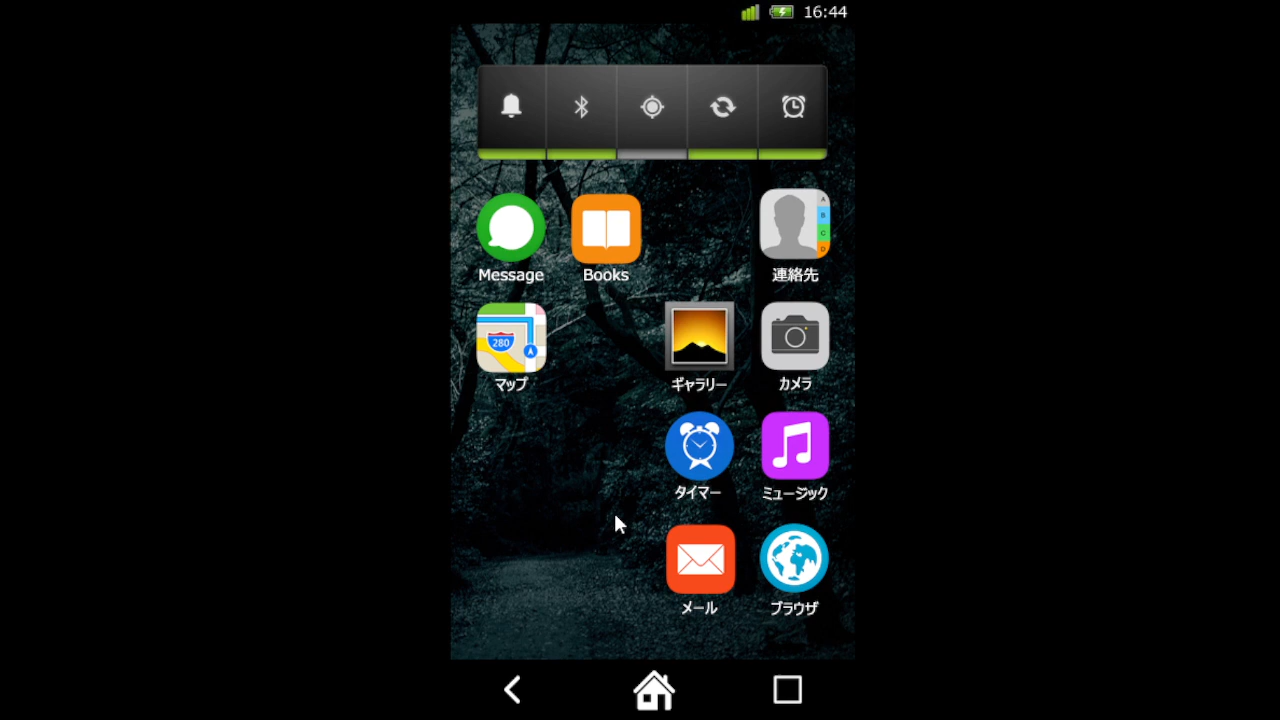 16:44
Message
Books
A
B
C
D
連絡先
280
A
マップ
ギャラリー
カメラ
タイマー
ミュージック
メール
ブラウザ